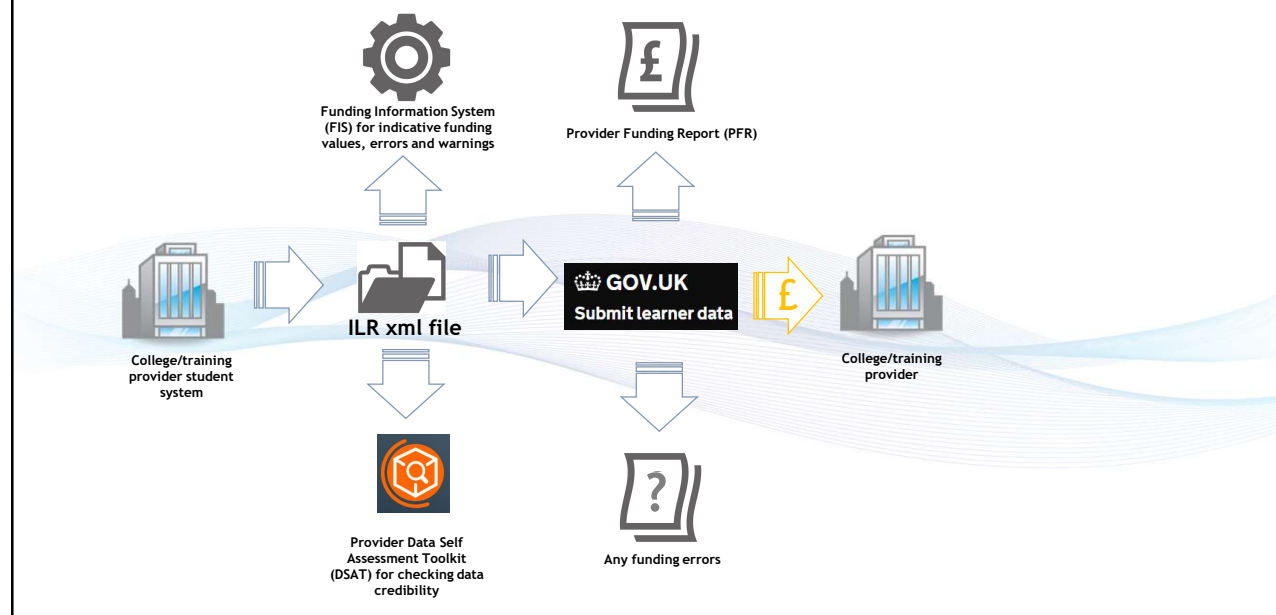 Funding Information System
(FIS) for indicative funding
values, errors and warnings
£
Provider Funding Report (PFR)
College/training
provider student
system
ILR xml file
GOV.UK
Submit learner data
£
College/training
provider
Provider Data Self
Assessment Toolkit
(DSAT) for checking data
credibility
?
Any funding errors